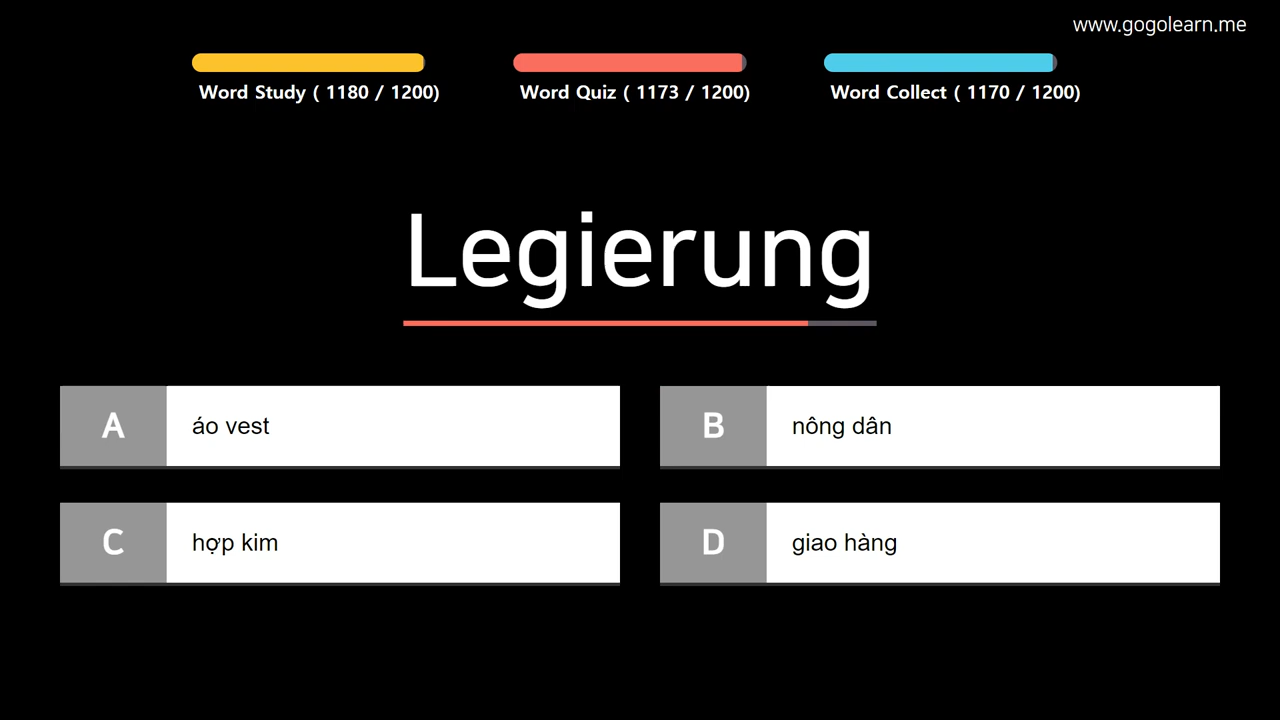 www.gogolearn.me
Word Study ( 1180 / 1200)
Word Quiz ( 1173 / 1200)
Word Collect ( 1170 / 1200)
Legierung
A áo vest
B nông dân
C hợp kim
D giao hàng